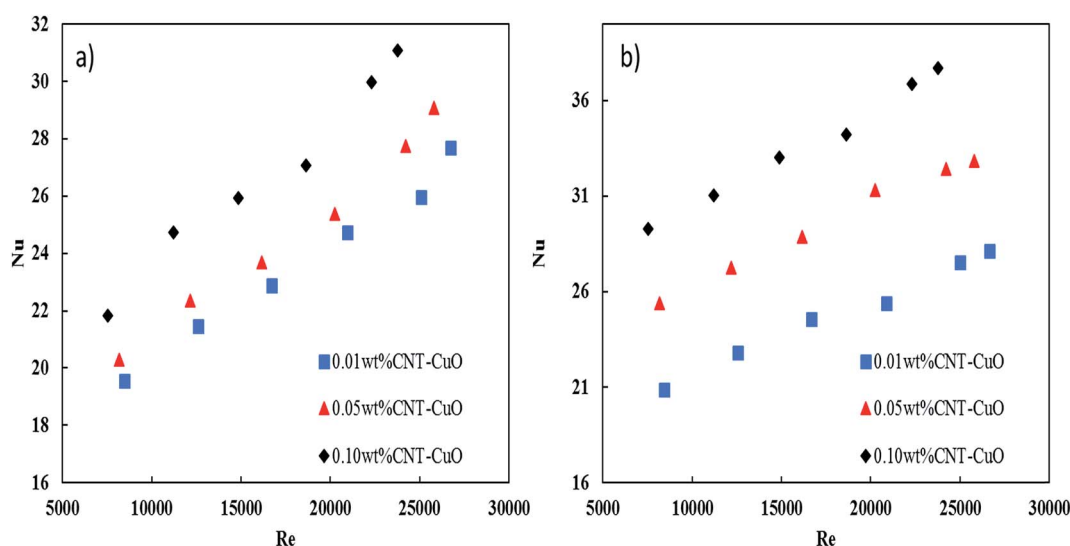 a)
Nu
32
30
28
26
24
22
20
18
16
0.01wt%CNT-CuO
0.05wt%CNT-CuO
0.10wt%CNT-CuO
5000 10000 15000 20000 25000 30000
Re
b)
Nu
36
31
26
21
16
0.01wt%CNT-CuO
0.05wt%CNT-CuO
0.10wt%CNT-CuO
5000 10000 15000 20000 25000 30000
Re